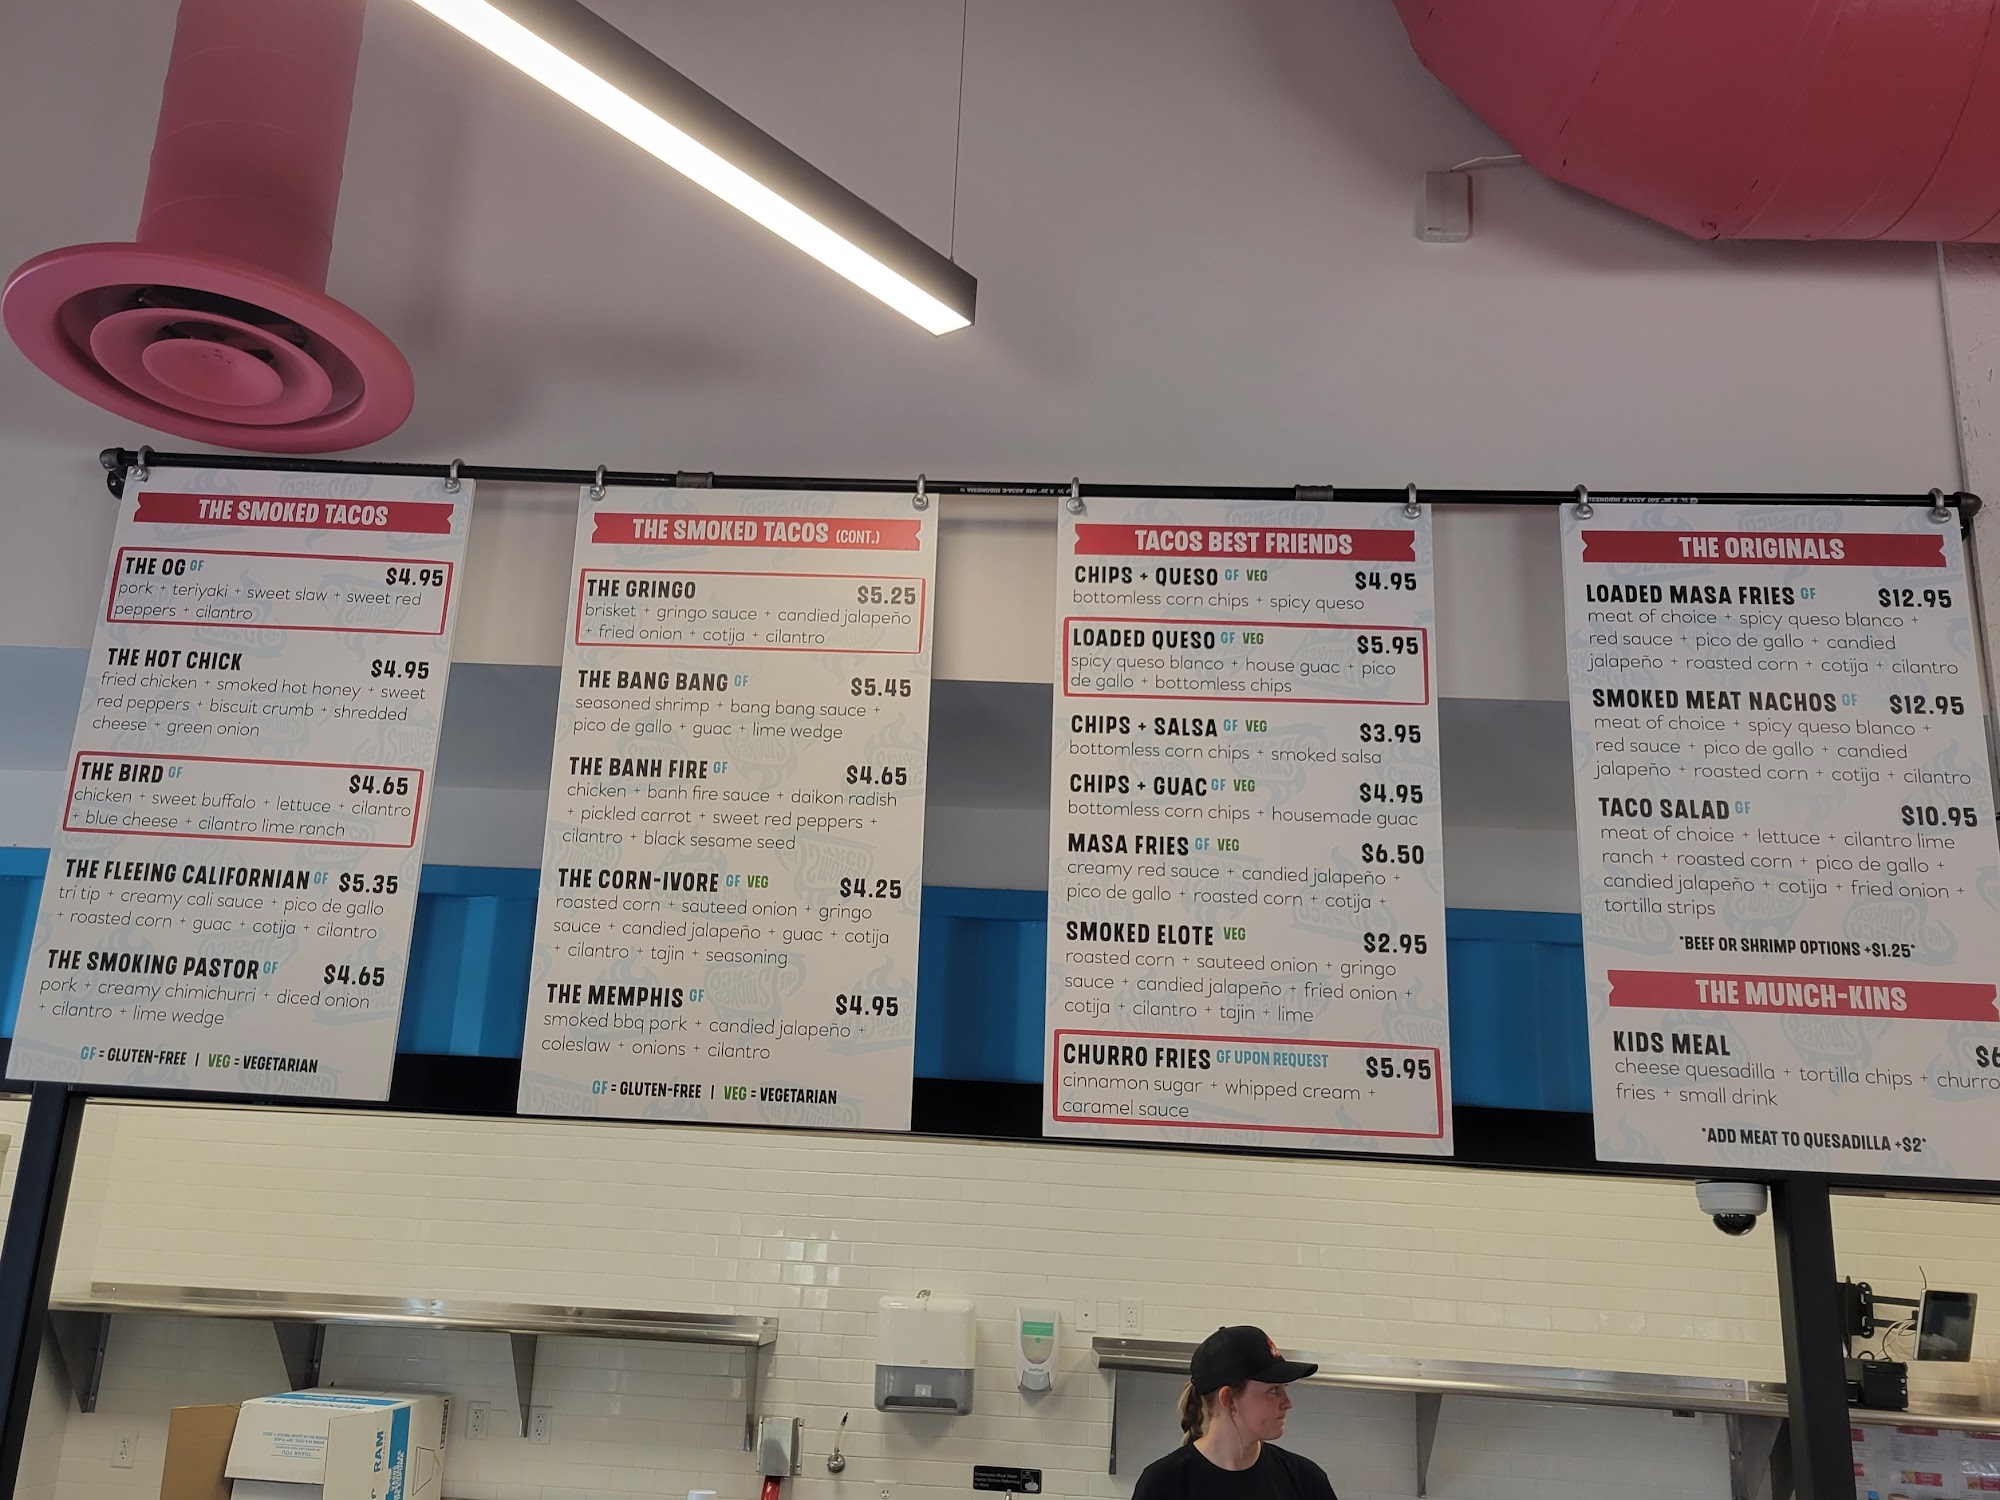 THE SMOKED TACOS
THE OG GF $4.95
pork + teriyaki + sweet slaw + sweet red
peppers + cilantro
THE HOT CHICK $4.95
fried chicken + smoked hot honey + sweet
red peppers + biscuit crumb + shredded
cheese + green onion
THE BIRD GF $4.65
chicken + sweet buffalo + lettuce + cilantro
+ blue cheese + cilantro lime ranch
THE FLEEING CALIFORNIAN GF $5.35
tri tip + creamy cali sauce + pico de gallo
+ roasted corn + guac + cotija + cilantro
THE SMOKING PASTOR GF $4.65
pork + creamy chimichurri + diced onion
+ cilantro + lime wedge
GF = GLUTEN-FREE | VEG = VEGETARIAN
THE SMOKED TACOS (CONT.)
THE GRINGO $5.25
brisket + gringo sauce + candied jalapeño
+ fried onion + cotija + cilantro
THE BANG BANG GF $5.45
seasoned shrimp + bang bang sauce +
pico de gallo + guac + lime wedge
THE BANH FIRE GF $4.65
chicken + banh fire sauce + daikon radish
+ pickled carrot + sweet red peppers +
cilantro + black sesame seed
THE CORN-IVORE GF VEG $4.25
roasted corn + sauteed onion + gringo
sauce + candied jalapeño + guac + cotija
+ cilantro + tajin + seasoning
THE MEMPHIS GF $4.95
smoked bbq pork + candied jalapeño +
coleslaw + onions + cilantro
GF = GLUTEN-FREE | VEG = VEGETARIAN
TACOS BEST FRIENDS
CHIPS + QUESO GF VEG $4.95
bottomless corn chips + spicy queso
LOADED QUESO GF VEG $5.95
spicy queso blanco + house guac + pico
de gallo + bottomless chips
CHIPS + SALSA GF VEG $3.95
bottomless corn chips + smoked salsa
CHIPS + GUAC GF VEG $4.95
bottomless corn chips + housemade guac
MASA FRIES GF VEG $6.50
creamy red sauce + candied jalapeño +
pico de gallo + roasted corn + cotija +
SMOKED ELOTE VEG $2.95
roasted corn + sauteed onion + gringo
sauce + candied jalapeño + fried onion +
cotija + cilantro + tajin + lime
CHURRO FRIES GF UPON REQUEST $5.95
cinnamon sugar + whipped cream +
caramel sauce
THE ORIGINALS
LOADED MASA FRIES GF $12.95
meat of choice + spicy queso blanco +
red sauce + pico de gallo + candied
jalapeño + roasted corn + cotija + cilantro
SMOKED MEAT NACHOS GF $12.95
meat of choice + spicy queso blanco +
red sauce + pico de gallo + candied
jalapeño + roasted corn + cotija + cilantro
TACO SALAD GF $10.95
meat of choice + lettuce + cilantro lime
ranch + roasted corn + pico de gallo +
candied jalapeño + cotija + fried onion +
tortilla strips
*BEEF OR SHRIMP OPTIONS +$1.25*
THE MUNCH-KINS
KIDS MEAL $6
cheese quesadilla + tortilla chips + churro
fries + small drink
*ADD MEAT TO QUESADILLA +$2*
RAM
THANK YOU